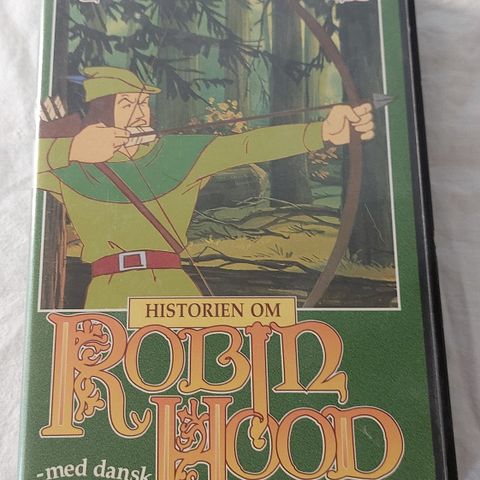 HISTORIEN OM
ROBIN
HOOD
-med dansk